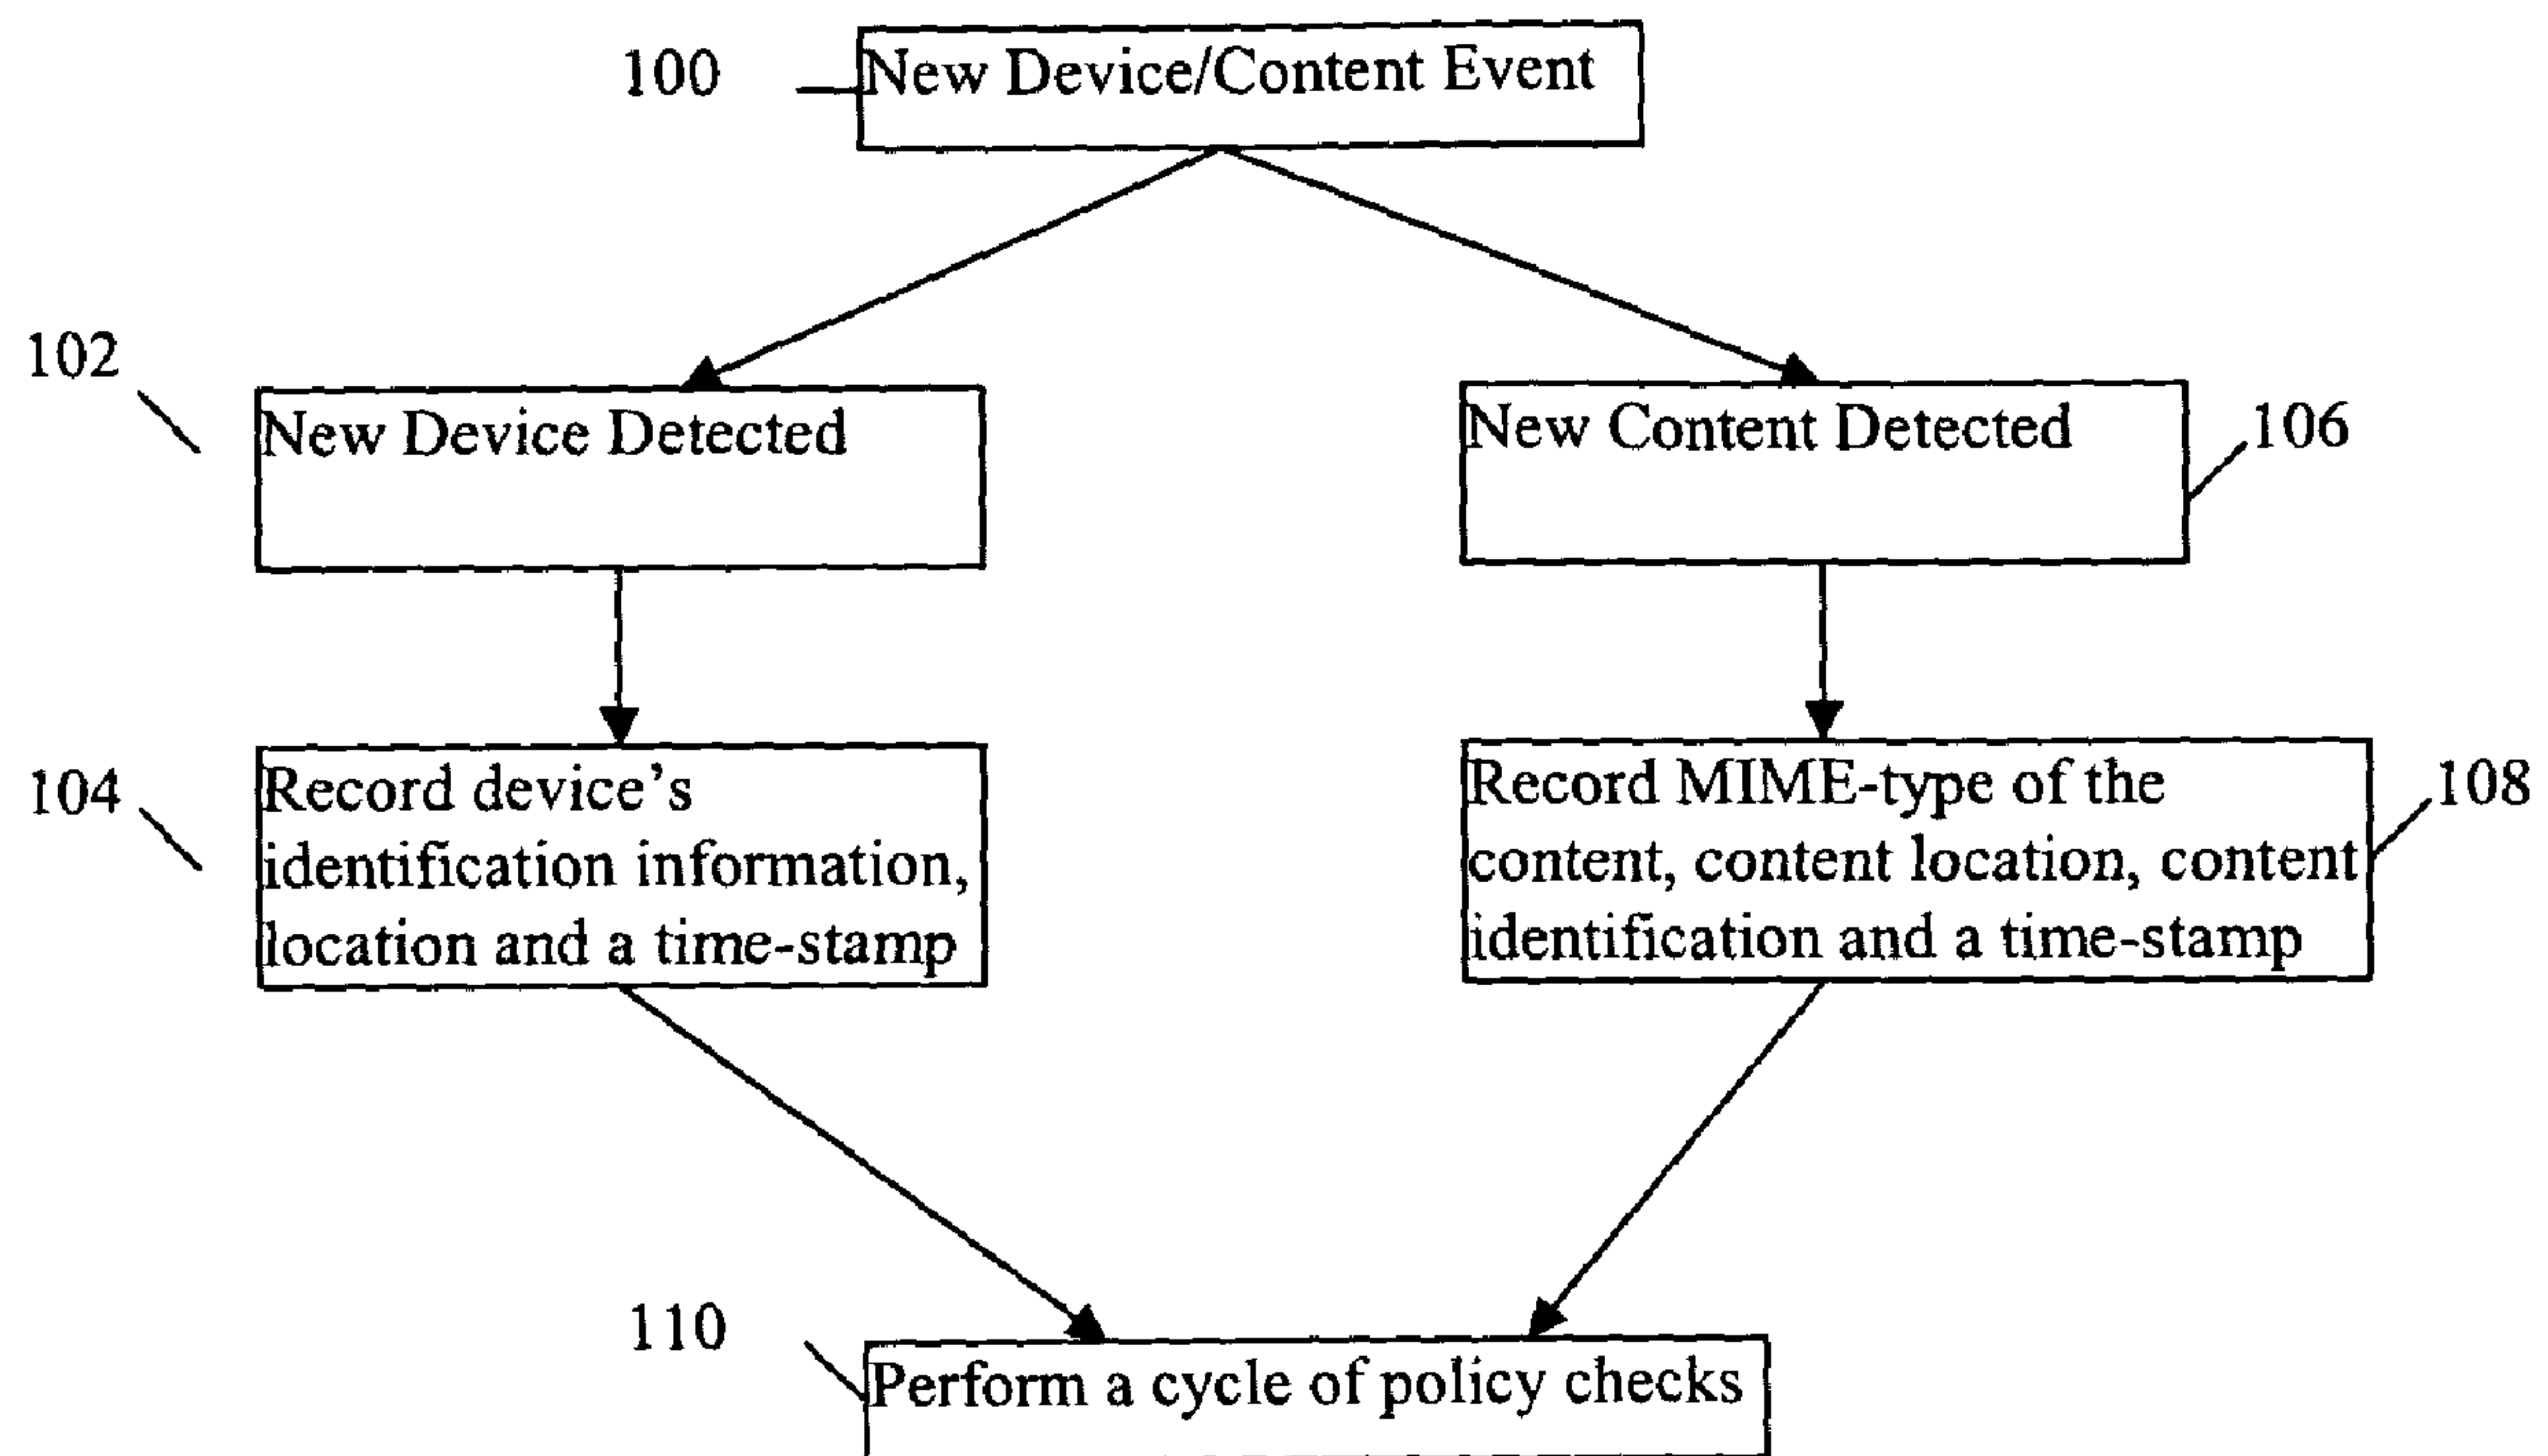 100
New Device/Content Event
102
New Device Detected
New Content Detected
106
104
Record device's
identification information,
location and a time-stamp
Record MIME-type of the
content, content location, content
identification and a time-stamp
108
110
Perform a cycle of policy checks